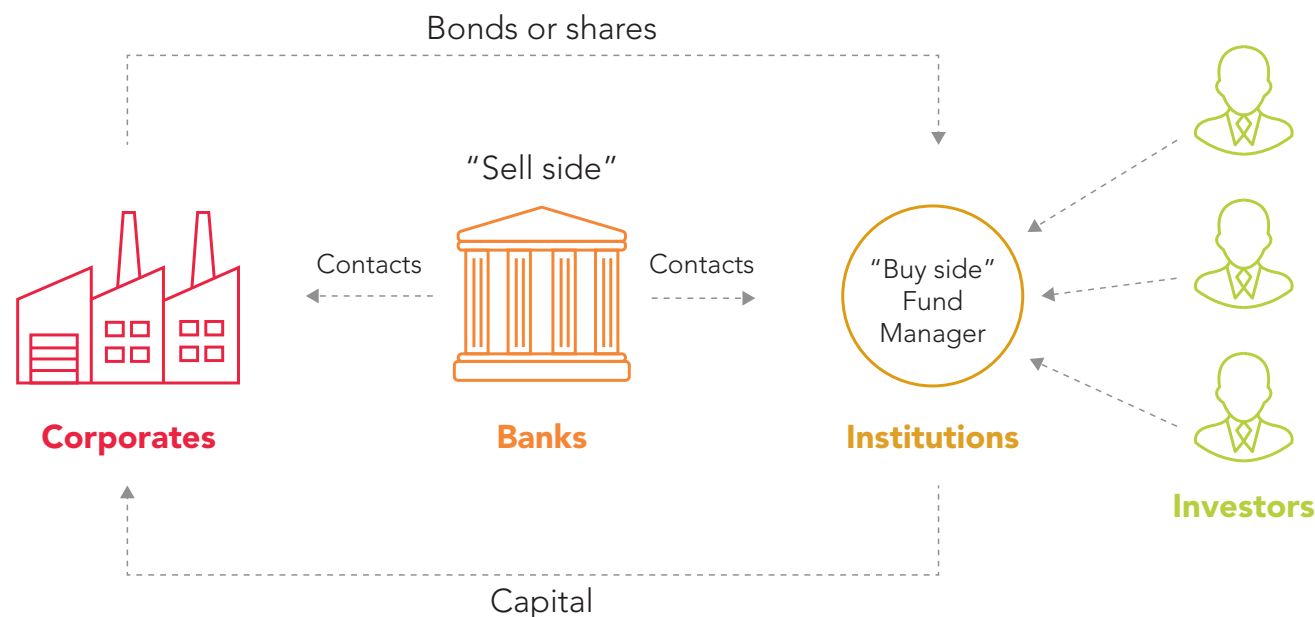 Bonds or shares
“Sell side”
Contacts
Contacts
“Buy side”
Fund
Manager
Corporates
Banks
Institutions
Investors
Capital